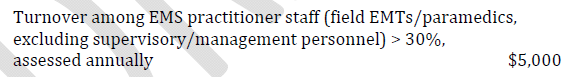 Turnover among EMS practitioner staff (field EMTs/paramedics,
excluding supervisory/management personnel) > 30%,
assessed annually $5,000